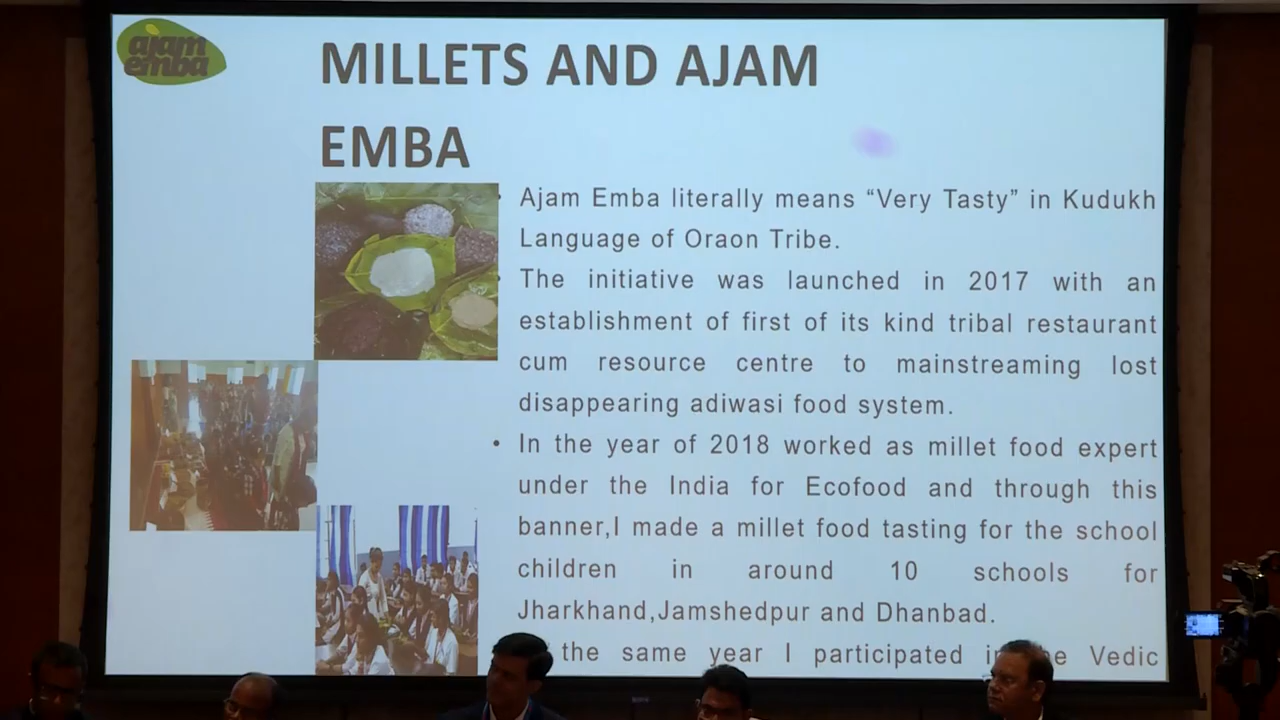 ajam
emba
MILLETS AND AJAM
EMBA
Ajam Emba literally means “Very Tasty” in Kudukh
Language of Oraon Tribe.
The initiative was launched in 2017 with an
establishment of first of its kind tribal restaurant
cum resource centre to mainstreaming lost
disappearing adiwasi food system.
• In the year of 2018 worked as millet food expert
under the India for Ecofood and through this
banner,I made a millet food tasting for the school
children in around 10 schools for
Jharkhand,Jamshedpur and Dhanbad.
the same year I participated Vedic